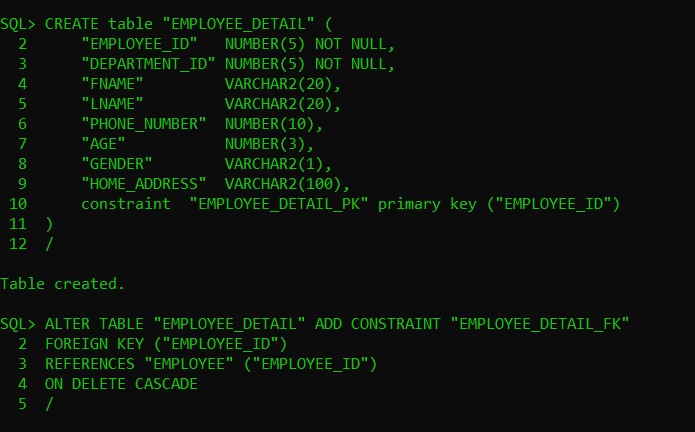 SQL> CREATE table "EMPLOYEE_DETAIL" (
  2      "EMPLOYEE_ID"   NUMBER(5) NOT NULL,
  3      "DEPARTMENT_ID" NUMBER(5) NOT NULL,
  4      "FNAME"         VARCHAR2(20),
  5      "LNAME"         VARCHAR2(20),
  6      "PHONE_NUMBER"  NUMBER(10),
  7      "AGE"           NUMBER(3),
  8      "GENDER"        VARCHAR2(1),
  9      "HOME_ADDRESS"  VARCHAR2(100),
 10      constraint  "EMPLOYEE_DETAIL_PK" primary key ("EMPLOYEE_ID")
 11  )
 12  /
Table created.
SQL> ALTER TABLE "EMPLOYEE_DETAIL" ADD CONSTRAINT "EMPLOYEE_DETAIL_FK"
  2  FOREIGN KEY ("EMPLOYEE_ID")
  3  REFERENCES "EMPLOYEE" ("EMPLOYEE_ID")
  4  ON DELETE CASCADE
  5  /